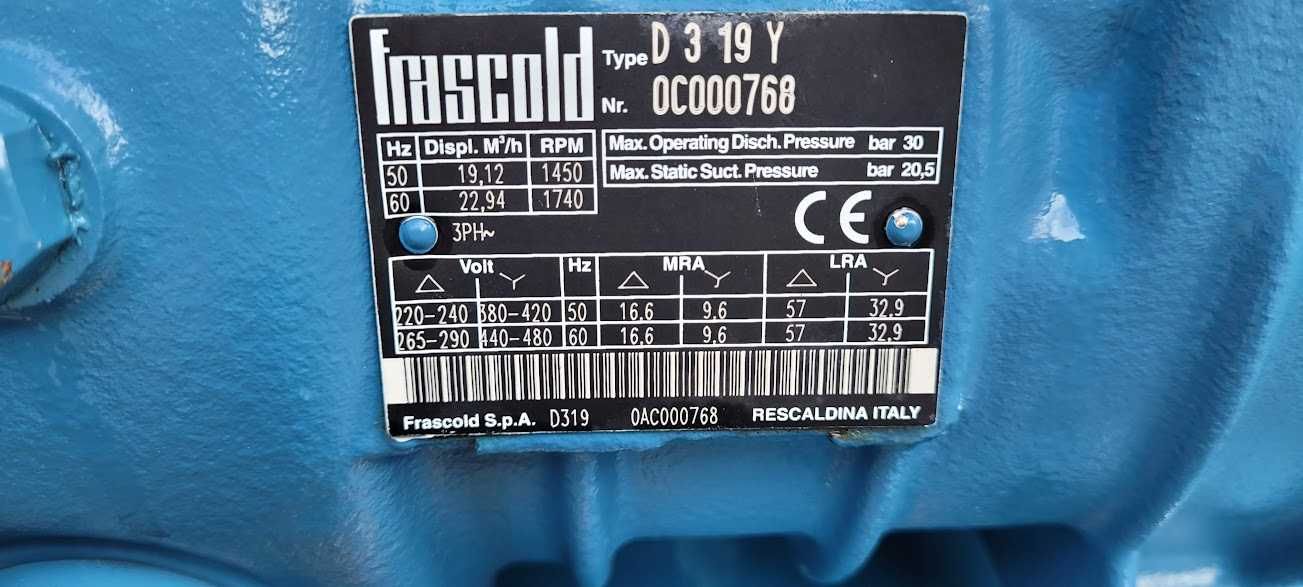 Frascold
Type D 3 19 Y
Nr. 0C000768
Hz Displ. M³/h RPM
50 19,12 1450
60 22,94 1740
Max. Operating Disch. Pressure bar 30
Max. Static Suct. Pressure bar 20,5
CE
3PH~
Volt Hz MRA LRA
△ Y △ Y △ Y
220-240 380-420 50 16,6 9,6 57 32,9
265-290 440-480 60 16,6 9,6 57 32,9
Frascold S.p.A. D319 0AC000768 RESCALDINA ITALY